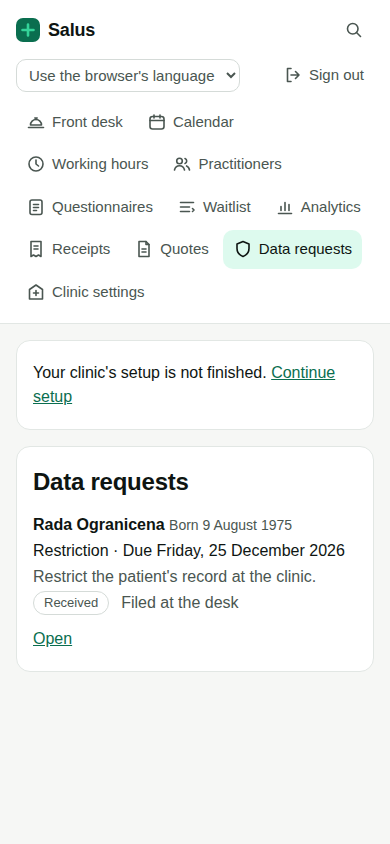 Salus
Use the browser's language
Sign out
Front desk
Calendar
Working hours
Practitioners
Questionnaires
Waitlist
Analytics
Receipts
Quotes
Data requests
Clinic settings
Your clinic's setup is not finished. Continue
setup
Data requests
Rada Ogranicena Born 9 August 1975
Restriction · Due Friday, 25 December 2026
Restrict the patient's record at the clinic.
Received Filed at the desk
Open